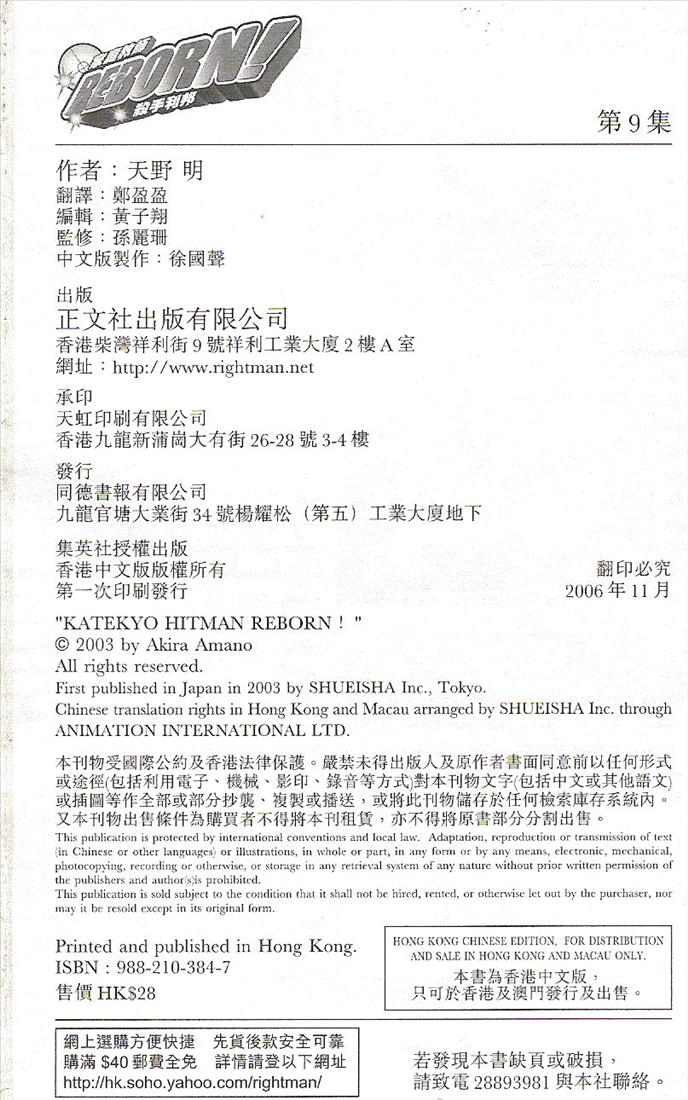 家庭教師
REBORN!
殺手利邦
第9集
作者：天野 明
翻譯：鄭盈盈
編輯：黃子翔
監修：孫麗珊
中文版製作：徐國聲
出版
正文社出版有限公司
香港柴灣祥利街9號祥利工業大廈2樓A室
網址：http://www.rightman.net
承印
天虹印刷有限公司
香港九龍新蒲崗大有街26-28號3-4樓
發行
同德書報有限公司
九龍官塘大業街34號楊耀松（第五）工業大廈地下
集英社授權出版
香港中文版版權所有
第一次印刷發行
翻印必究
2006年11月
"KATEKYO HITMAN REBORN！"
© 2003 by Akira Amano
All rights reserved.
First published in Japan in 2003 by SHUEISHA Inc., Tokyo.
Chinese translation rights in Hong Kong and Macau arranged by SHUEISHA Inc. through
ANIMATION INTERNATIONAL LTD.
本刊物受國際公約及香港法律保護。嚴禁未得出版人及原作者書面同意前以任何形式
或途徑(包括利用電子、機械、影印、錄音等方式)對本刊物文字(包括中文或其他語文)
或插圖等作全部或部分抄襲、複製或播送，或將此刊物儲存於任何檢索庫存系統內。
又本刊物出售條件為購買者不得將本刊租賃，亦不得將原書部分分割出售。
This publication is protected by international conventions and local law. Adaptation, reproduction or transmission of text
(in Chinese or other languages) or illustrations, in whole or part, in any form or by any means, electronic, mechanical,
photocopying, recording or otherwise, or storage in any retrieval system of any nature without prior written permission of
the publishers and author(s)is prohibited.
This publication is sold subject to the condition that it shall not be hired, rented, or otherwise let out by the purchaser, nor
may it be resold except in its original form.
Printed and published in Hong Kong.
ISBN : 988-210-384-7
售價HK$28
HONG KONG CHINESE EDITION, FOR DISTRIBUTION
AND SALE IN HONG KONG AND MACAU ONLY.
本書為香港中文版，
只可於香港及澳門發行及出售。
網上選購方便快捷 先貨後款安全可靠
購滿 $40 郵費全免 詳情請登以下網址
http://hk.soho.yahoo.com/rightman/
若發現本書缺頁或破損，
請致電28893981與本社聯絡。